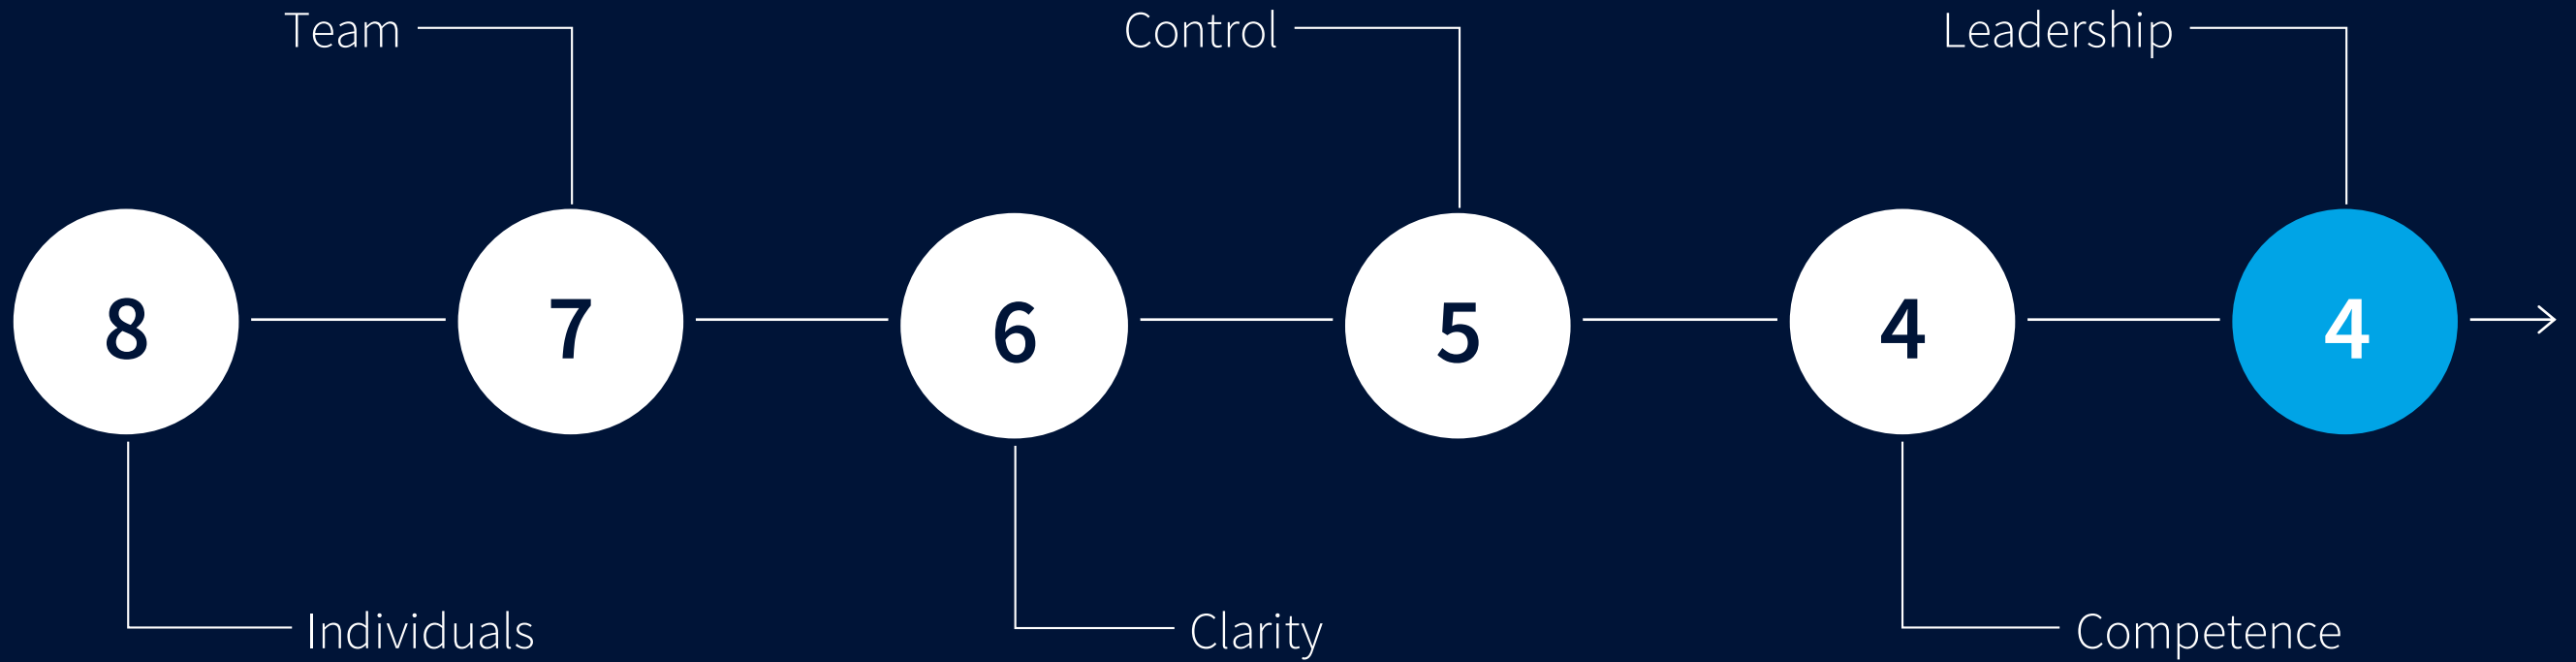 Team
Control
Leadership
8
7
6
5
4
4
Individuals
Clarity
Competence